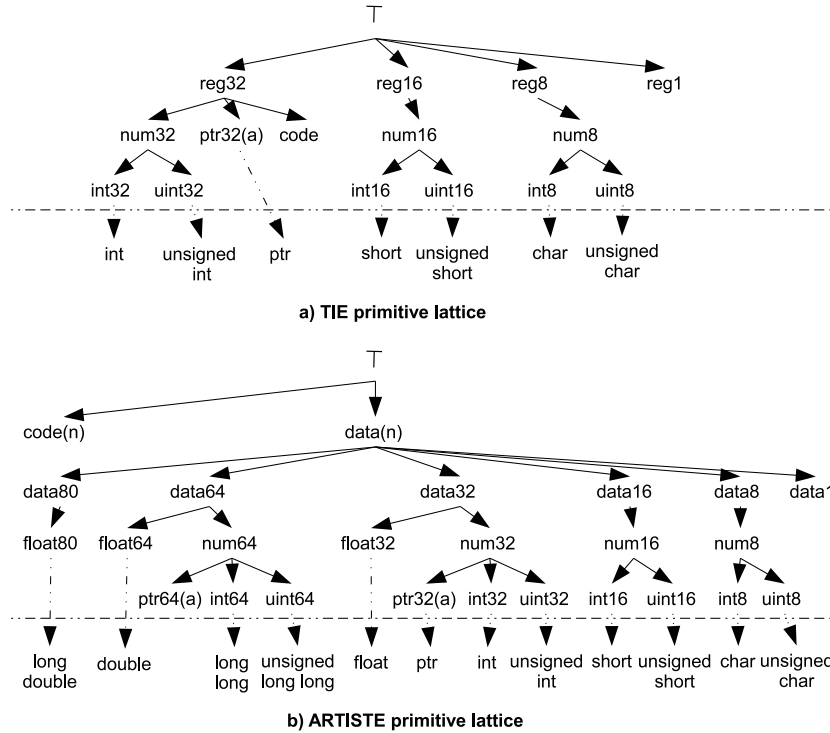 ⊤
reg32 reg16 reg8 reg1
num32 ptr32(a) code num16 num8
int32 uint32 int16 uint16 int8 uint8
int unsigned int ptr short unsigned short char unsigned char
a) TIE primitive lattice
⊤
code(n) data(n)
data80 data64 data32 data16 data8 data1
float80 float64 num64 float32 num32 num16 num8
ptr64(a) int64 uint64 ptr32(a) int32 uint32 int16 uint16 int8 uint8
long double double long long unsigned long long float ptr int unsigned int short unsigned short char unsigned char
b) ARTISTE primitive lattice